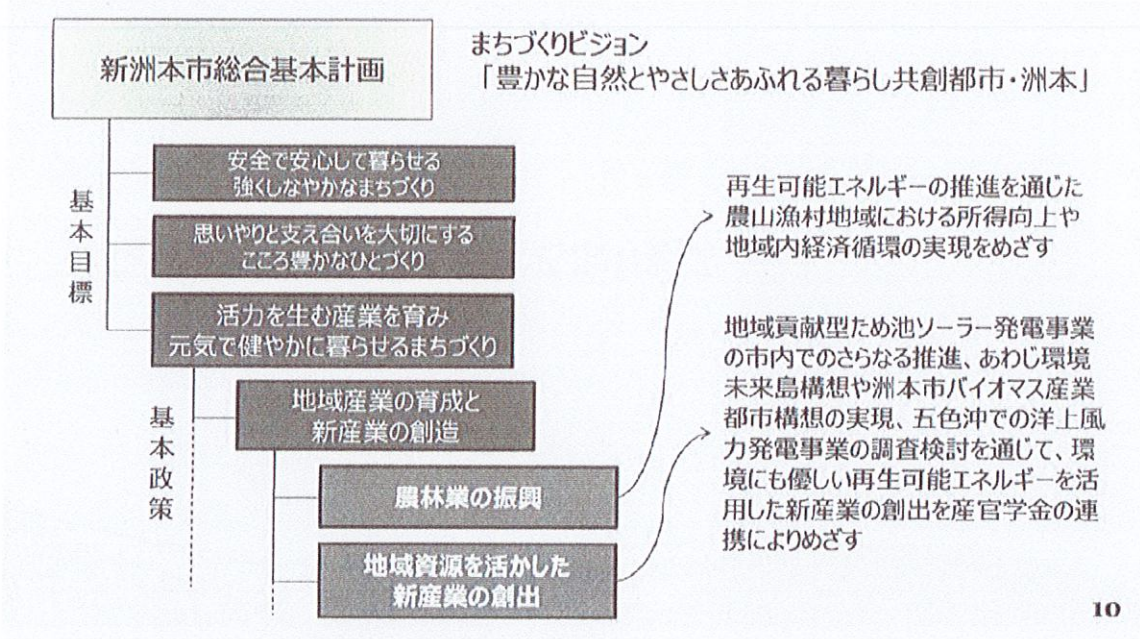 新洲本市総合基本計画
まちづくりビジョン
「豊かな自然とやさしさあふれる暮らし共創都市・洲本」
基本目標
安全で安心して暮らせる
強くしなやかなまちづくり
思いやりと支え合いを大切にする
こころ豊かなひとづくり
活力を生む産業を育み
元気で健やかに暮らせるまちづくり
基本政策
地域産業の育成と
新産業の創造
農林業の振興
地域資源を活かした
新産業の創出
再生可能エネルギーの推進を通じた
農山漁村地域における所得向上や
地域内経済循環の実現をめざす
地域貢献型ため池ソーラー発電事業
の市内でのさらなる推進、あわじ環境
未来島構想や洲本市バイオマス産業
都市構想の実現、五色沖での洋上風
力発電事業の調査検討を通じて、環
境にも優しい再生可能エネルギーを活
用した新産業の創出を産官学金の連
携によりめざす
10